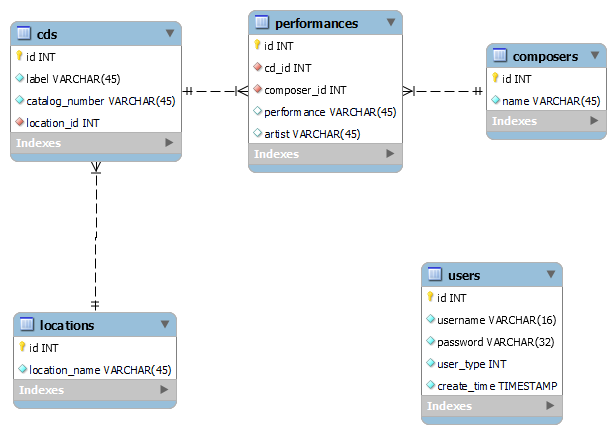 cds
id INT
label VARCHAR(45)
catalog_number VARCHAR(45)
location_id INT
Indexes
performances
id INT
cd_id INT
composer_id INT
performance VARCHAR(45)
artist VARCHAR(45)
Indexes
composers
id INT
name VARCHAR(45)
Indexes
locations
id INT
location_name VARCHAR(45)
Indexes
users
id INT
username VARCHAR(16)
password VARCHAR(32)
user_type INT
create_time TIMESTAMP
Indexes